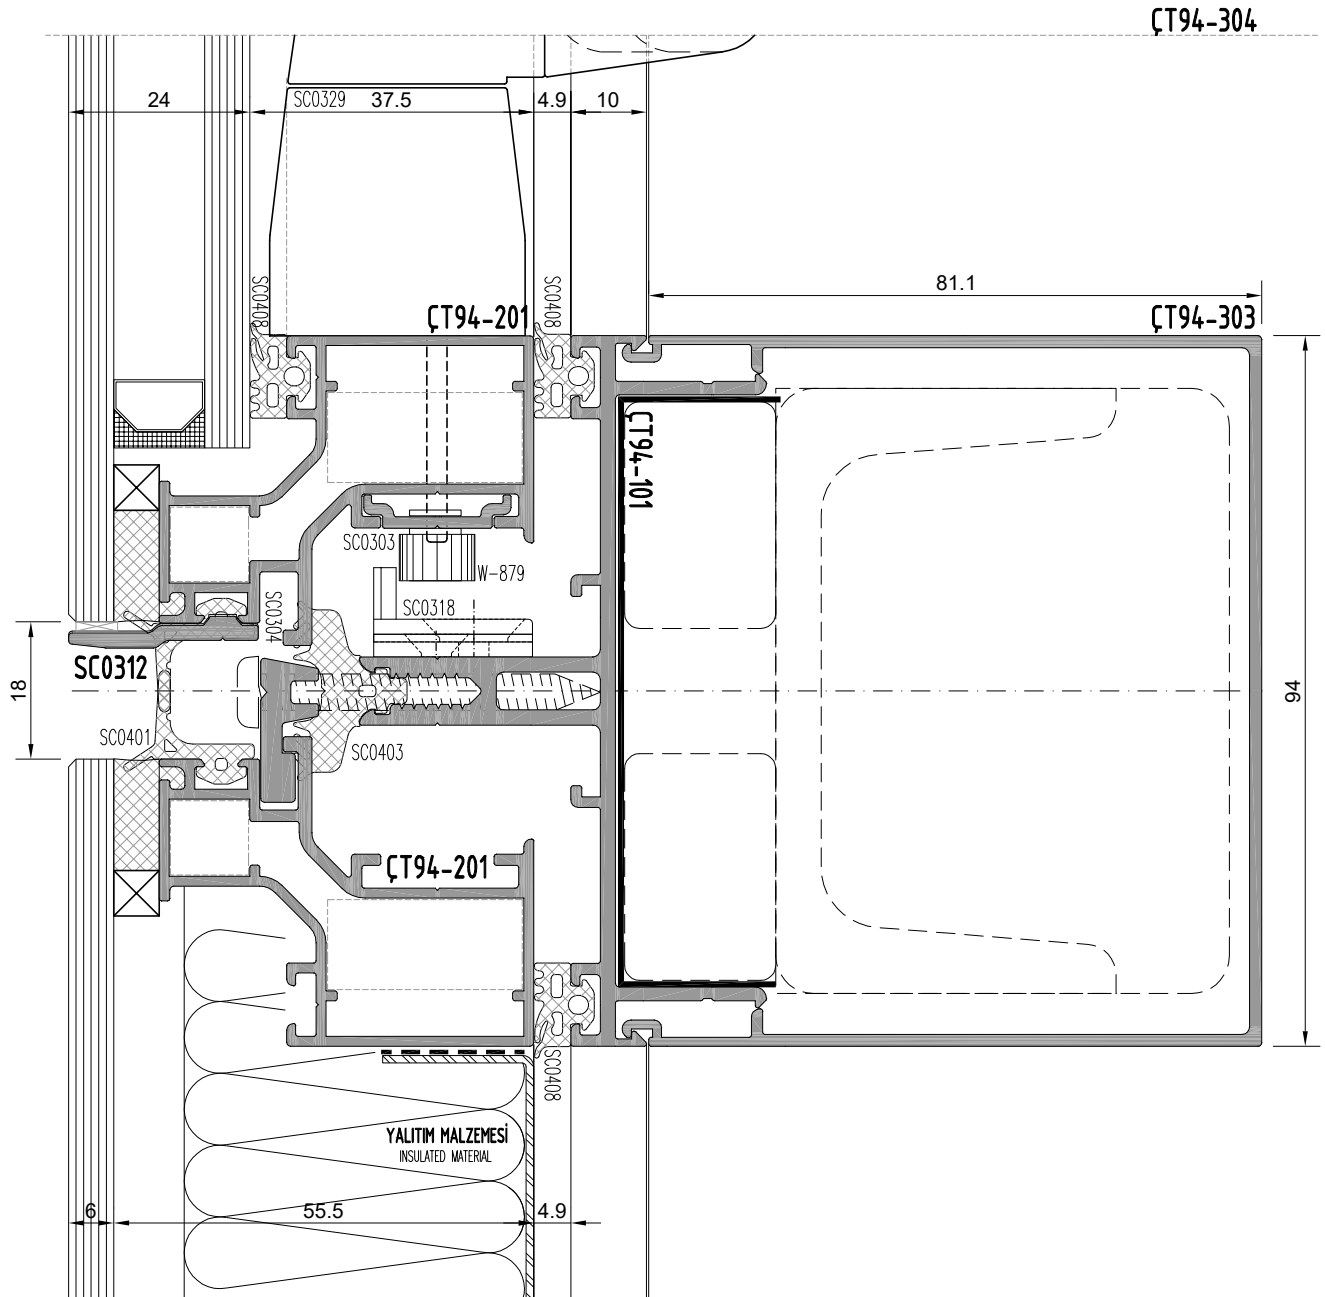 ÇT94-304
24
SC0329
37.5
4.9
10
81.1
SC0408
ÇT94-201
SC0408
ÇT94-303
ÇT94-101
SC0303
W-879
SC0304
SC0318
SC0312
18
94
SC0401
SC0403
ÇT94-201
SC0408
YALITIM MALZEMESİ
INSULATED MATERIAL
6
55.5
4.9